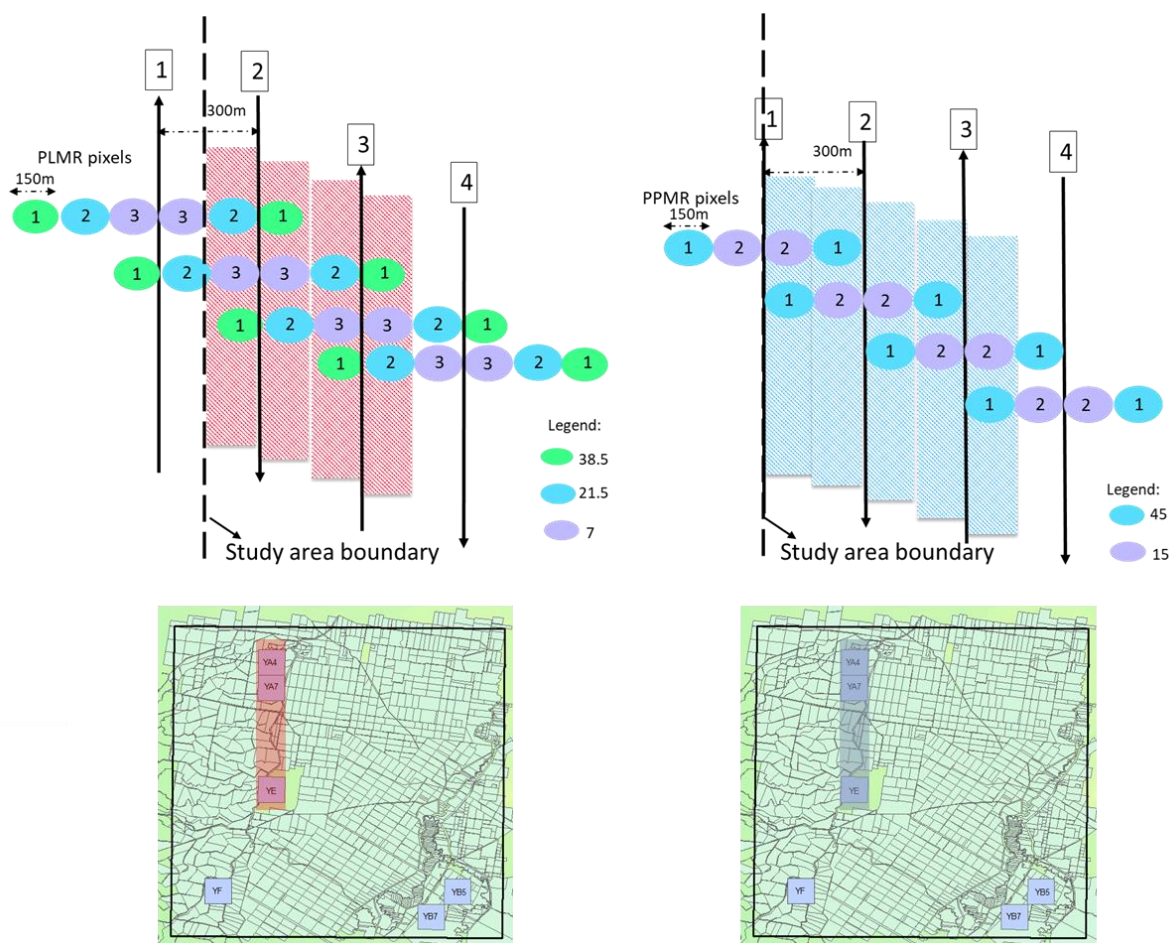 1
2
300m
3
4
PLMR pixels
150m
1 2 3 3 2 1
1 2 3 3 2 1
1 2 3 3 2 1
1 2 3 3 2 1
Legend:
38.5
21.5
7
Study area boundary
1
2
300m
3
4
PPMR pixels
150m
1 2 2 1
1 2 2 1
1 2 2 1
1 2 2 1
Legend:
45
15
Study area boundary
YA4
YA7
YE
YF
YB5
YB7
YA4
YA7
YE
YF
YB5
YB7